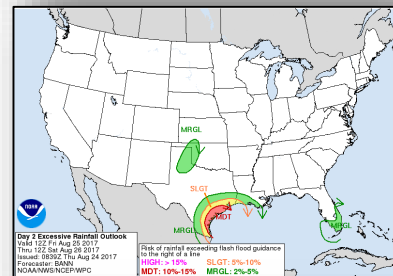 MRGL
SLGT
MDT
MRGL
MRGL
noaa
Day 2 Excessive Rainfall Outlook
Valid 12Z Fri Aug 25 2017
Thru 12Z Sat Aug 26 2017
Issued: 0839Z Thu Aug 24 2017
Forecaster: BANN
NOAA/NWS/NCEP/WPC
Risk of rainfall exceeding flash flood guidance
to the right of a line
HIGH: > 15%
SLGT: 5%-10%
MDT: 10%-15%
MRGL: 2%-5%